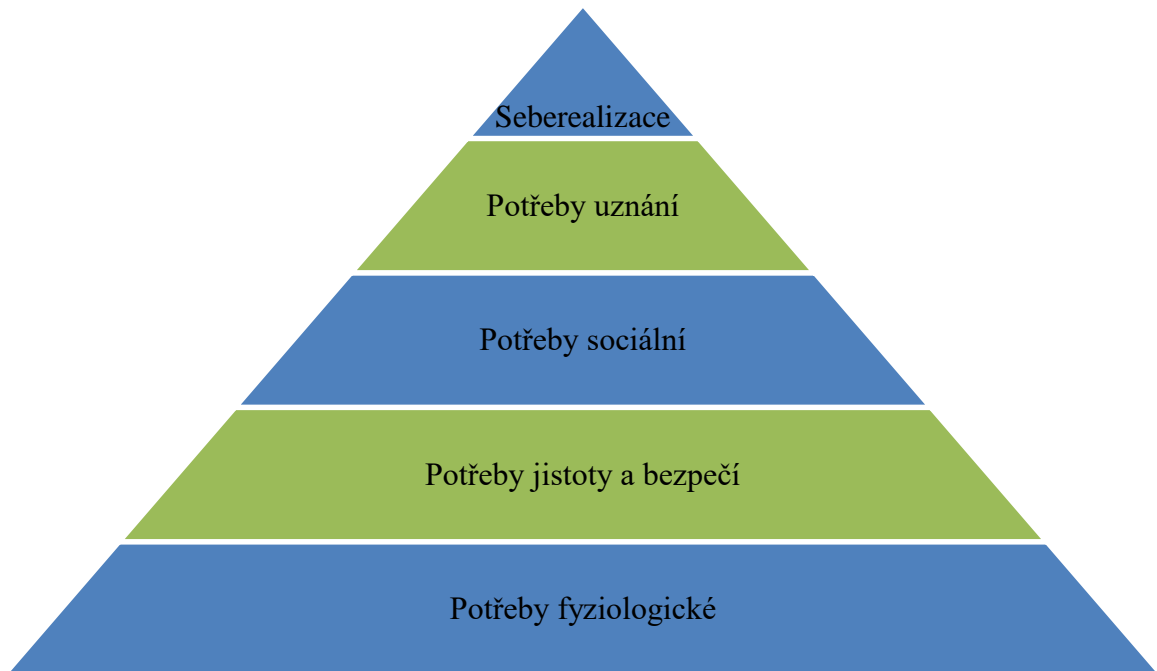 Seberealizace
Potřeby uznání
Potřeby sociální
Potřeby jistoty a bezpečí
Potřeby fyziologické